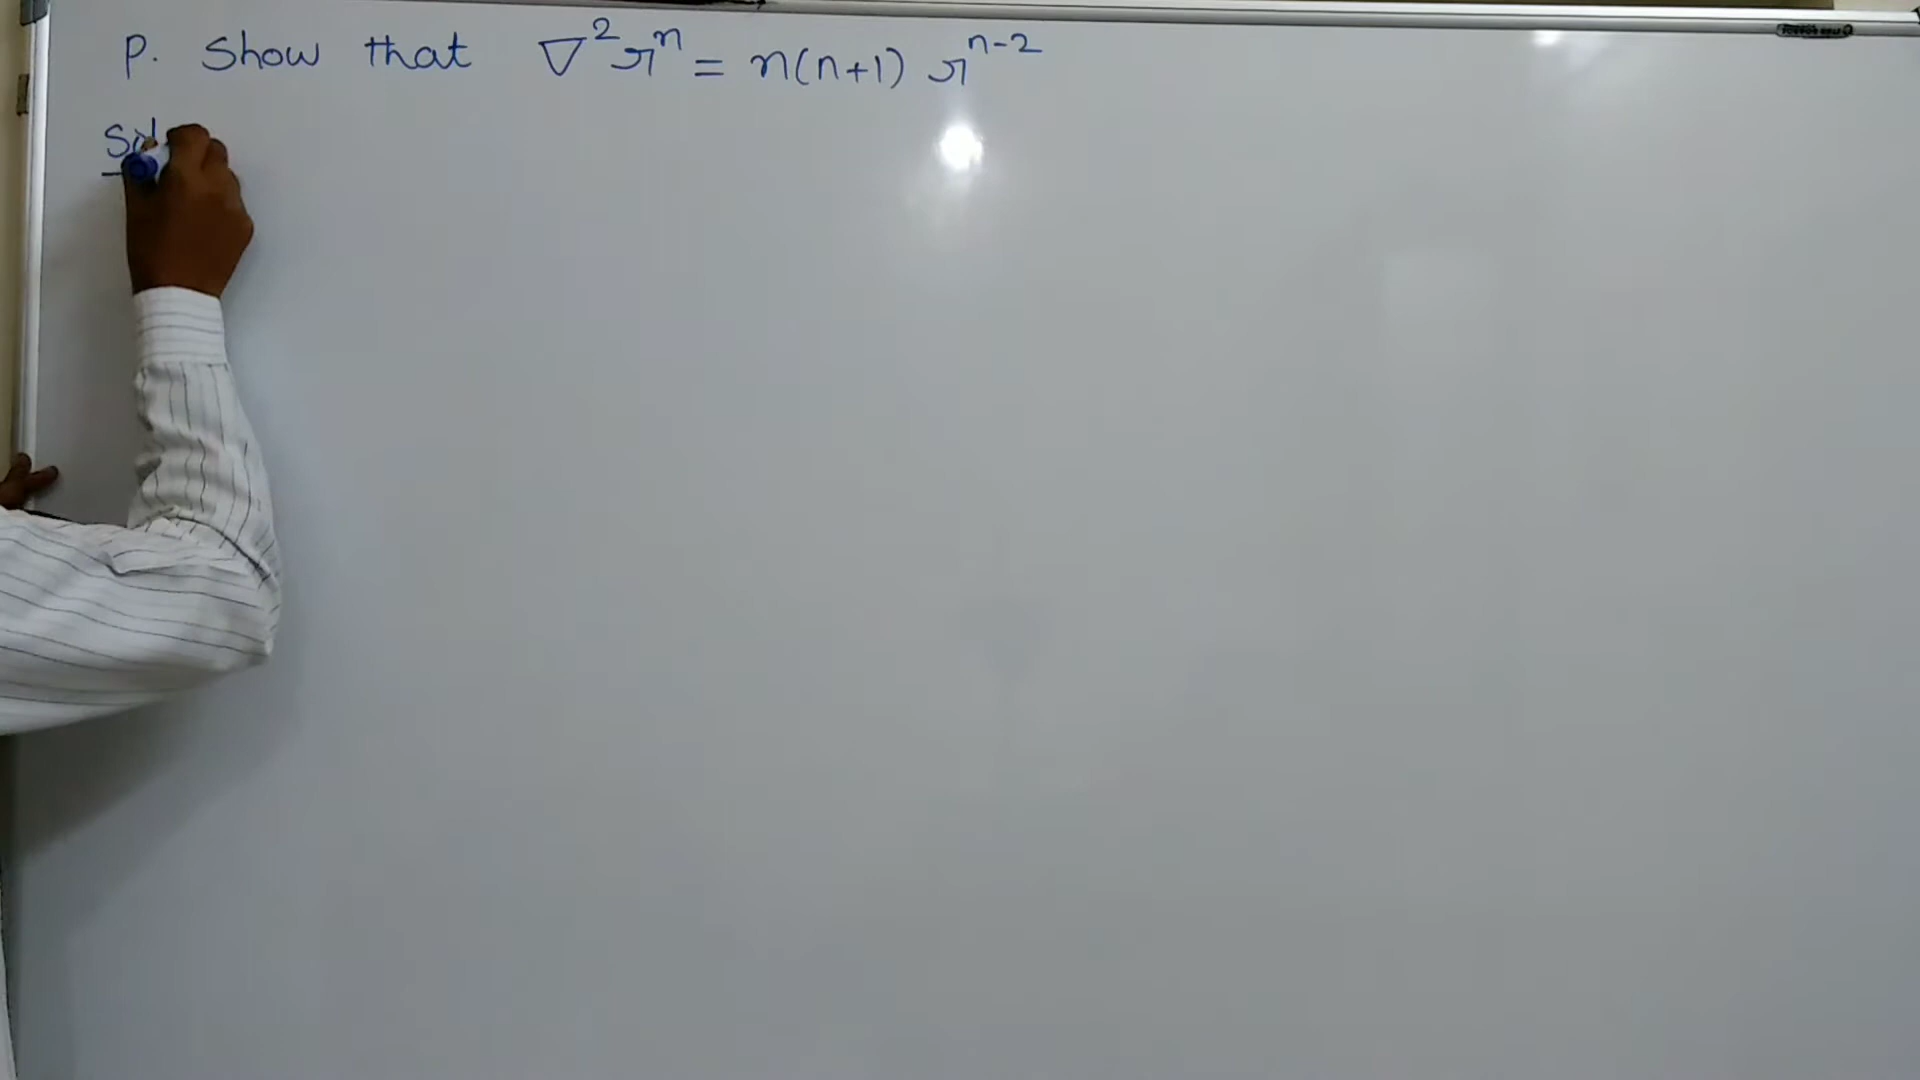 P. Show that ∇²rⁿ = n(n+1) rⁿ⁻²